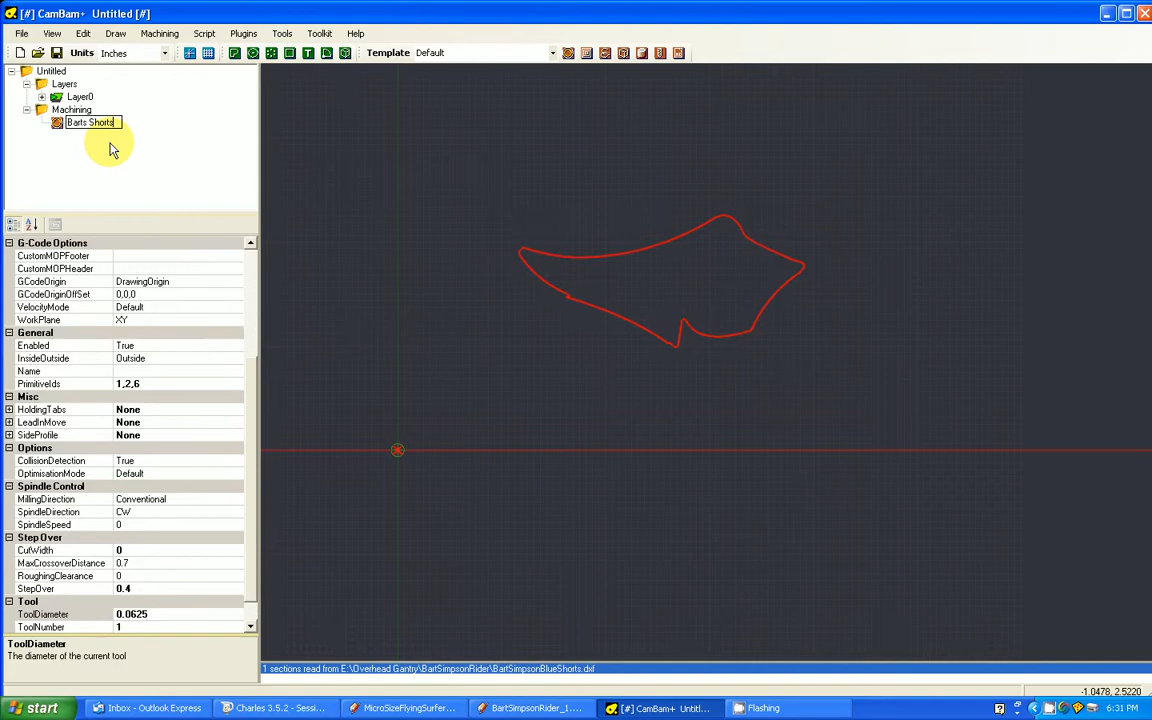 [#] CamBam+ Untitled [#]
File View Edit Draw Machining Script Plugins Tools Toolkit Help
Units Inches Template Default
Untitled
Layers
Layer0
Machining
Barts Shorts
G-Code Options
CustomMOPFooter
CustomMOPHeader
GCodeOrigin DrawingOrigin
GCodeOriginOffSet 0,0,0
VelocityMode Default
WorkPlane XY
General
Enabled True
InsideOutside Outside
Name
PrimitiveIds 1,2,6
Misc
HoldingTabs None
LeadInMove None
SideProfile None
Options
CollisionDetection True
OptimisationMode Default
Spindle Control
MillingDirection Conventional
SpindleDirection CW
SpindleSpeed 0
Step Over
CutWidth 0
MaxCrossoverDistance 0.7
RoughingClearance 0
StepOver 0.4
Tool
ToolDiameter 0.0625
ToolNumber 1
ToolDiameter
The diameter of the current tool
1 sections read from E:\Overhead Gantry\BartSimpsonRider\BartSimpsonBlueShorts.dxf
-1.0478, 2.5220
start Inbox - Outlook Express Charles 3.5.2 - Sessi... MicroSizeFlyingSurfer... BartSimpsonRider_1.... [#] CamBam+ Untitl... Flashing 6:31 PM